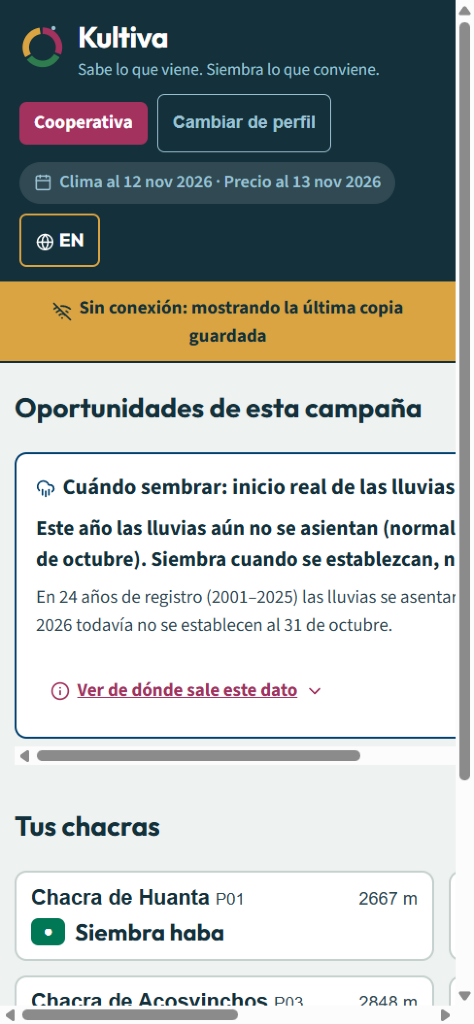 Kultiva
Sabe lo que viene. Siembra lo que conviene.
Cooperativa
Cambiar de perfil
Clima al 12 nov 2026 · Precio al 13 nov 2026
EN
Sin conexión: mostrando la última copia
guardada
Oportunidades de esta campaña
Cuándo sembrar: inicio real de las lluvias
Este año las lluvias aún no se asientan (normal
de octubre). Siembra cuando se establezcan, n
En 24 años de registro (2001–2025) las lluvias se asentar
2026 todavía no se establecen al 31 de octubre.
Ver de dónde sale este dato
Tus chacras
Chacra de Huanta P01 2667 m
Siembra haba
Chacra de Acosvinchos P03 2848 m